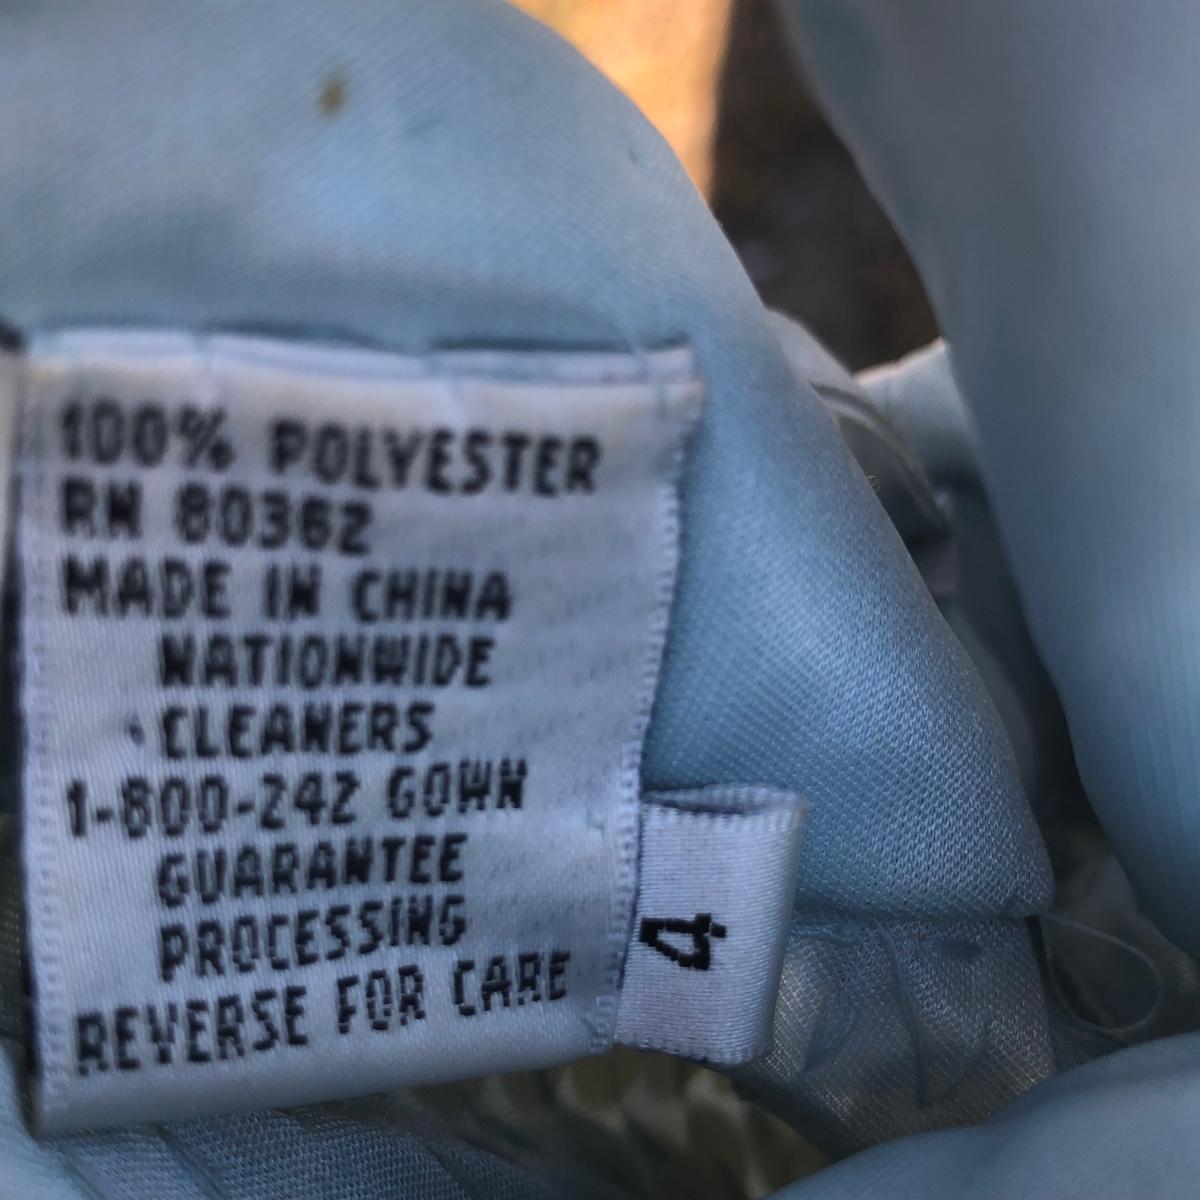 100% POLYESTER
RN 80362
MADE IN CHINA
NATIONWIDE
CLEANERS
1-800-242 GOWN
GUARANTEE
PROCESSING
REVERSE FOR CARE
4